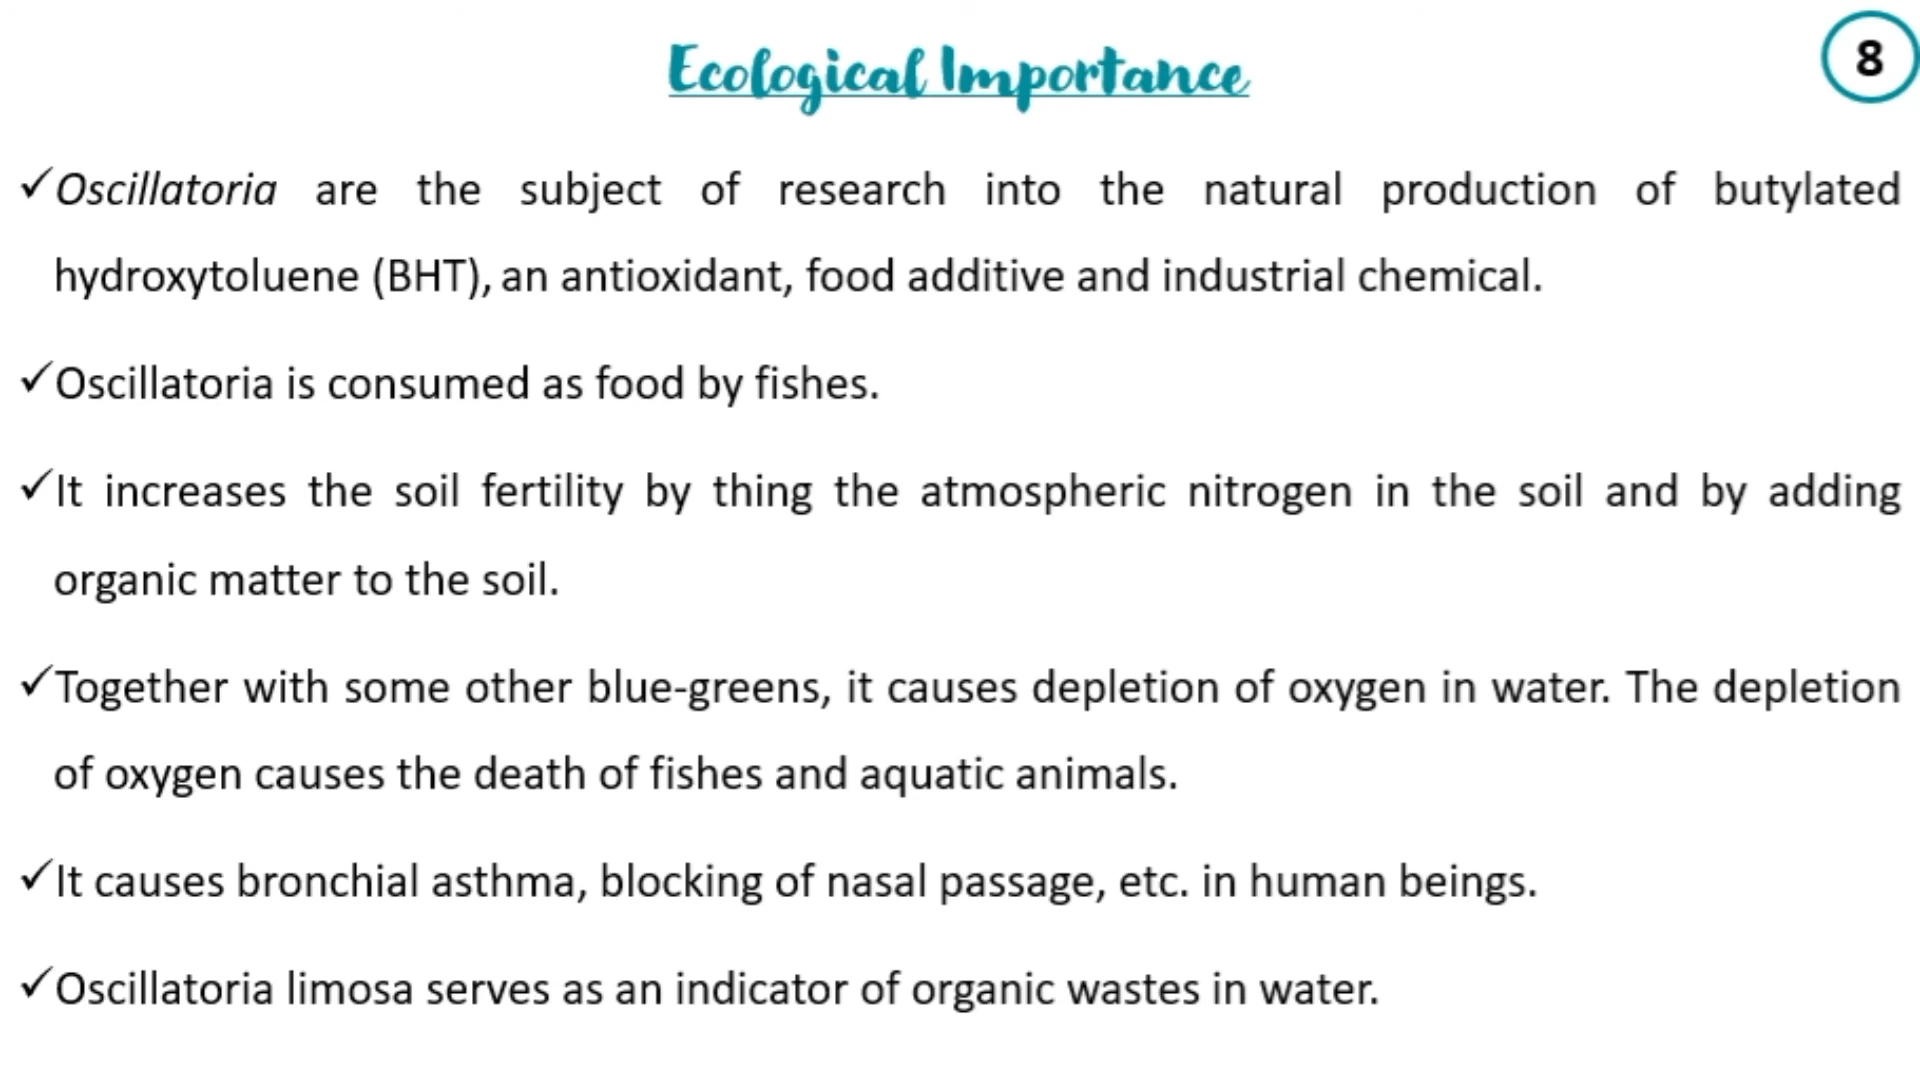 Ecological Importance
8
✓Oscillatoria are the subject of research into the natural production of butylated
hydroxytoluene (BHT), an antioxidant, food additive and industrial chemical.
✓Oscillatoria is consumed as food by fishes.
✓It increases the soil fertility by thing the atmospheric nitrogen in the soil and by adding
organic matter to the soil.
✓Together with some other blue-greens, it causes depletion of oxygen in water. The depletion
of oxygen causes the death of fishes and aquatic animals.
✓It causes bronchial asthma, blocking of nasal passage, etc. in human beings.
✓Oscillatoria limosa serves as an indicator of organic wastes in water.